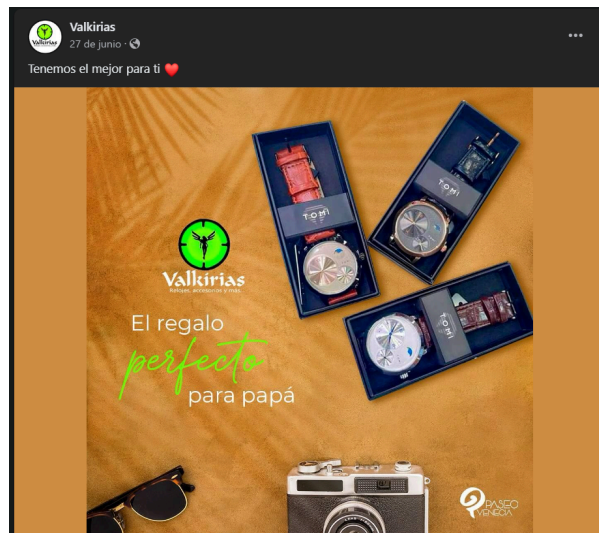 Valkirias
27 de junio ·
Tenemos el mejor para ti ❤️
Valkirias
TOMI
TOMI
TOMI
Valkirias
Relojes, accesorios y más
El regalo
perfecto
para papá
PASEO
VENECIA